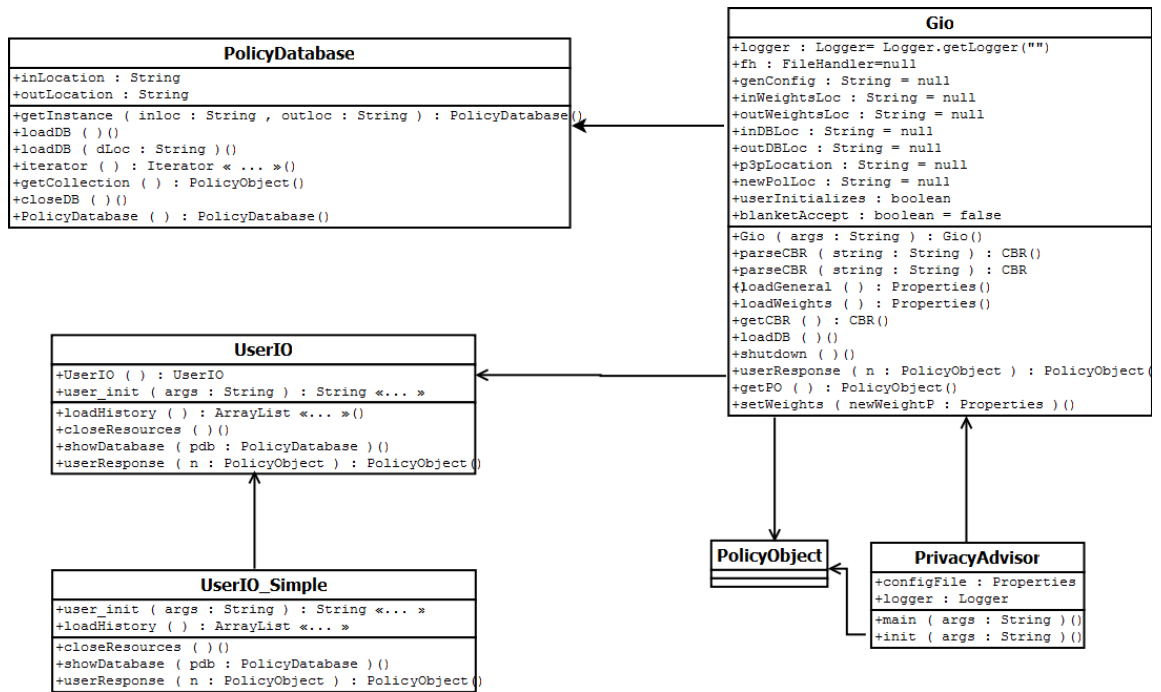 PolicyDatabase
+inLocation : String
+outLocation : String
+getInstance ( inloc : String , outloc : String ) : PolicyDatabase()
+loadDB ( )()
+loadDB ( dLoc : String )()
+iterator ( ) : Iterator « ... »()
+getCollection ( ) : PolicyObject()
+closeDB ( )()
+PolicyDatabase ( ) : PolicyDatabase()
Gio
+logger : Logger= Logger.getLogger("")
+fh : FileHandler=null
+genConfig : String = null
+inWeightsLoc : String = null
+outWeightsLoc : String = null
+inDBLoc : String = null
+outDBLoc : String = null
+p3pLocation : String = null
+newPolLoc : String = null
+userInitializes : boolean
+blanketAccept : boolean = false
+Gio ( args : String ) : Gio()
+parseCBR ( string : String ) : CBR()
+parseCBR ( string : String ) : CBR
+loadGeneral ( ) : Properties()
+loadWeights ( ) : Properties()
+getCBR ( ) : CBR()
+loadDB ( )()
+shutdown ( )()
+userResponse ( n : PolicyObject ) : PolicyObject(
+getPO ( ) : PolicyObject()
+setWeights ( newWeightP : Properties )()
UserIO
+UserIO ( ) : UserIO
+user_init ( args : String ) : String «... »
+loadHistory ( ) : ArrayList «... »()
+closeResources ( )()
+showDatabase ( pdb : PolicyDatabase )()
+userResponse ( n : PolicyObject ) : PolicyObject()
UserIO_Simple
+user_init ( args : String ) : String «... »
+loadHistory ( ) : ArrayList «... »
+closeResources ( )()
+showDatabase ( pdb : PolicyDatabase )()
+userResponse ( n : PolicyObject ) : PolicyObject()
PolicyObject
PrivacyAdvisor
+configFile : Properties
+logger : Logger
+main ( args : String )()
+init ( args : String )()